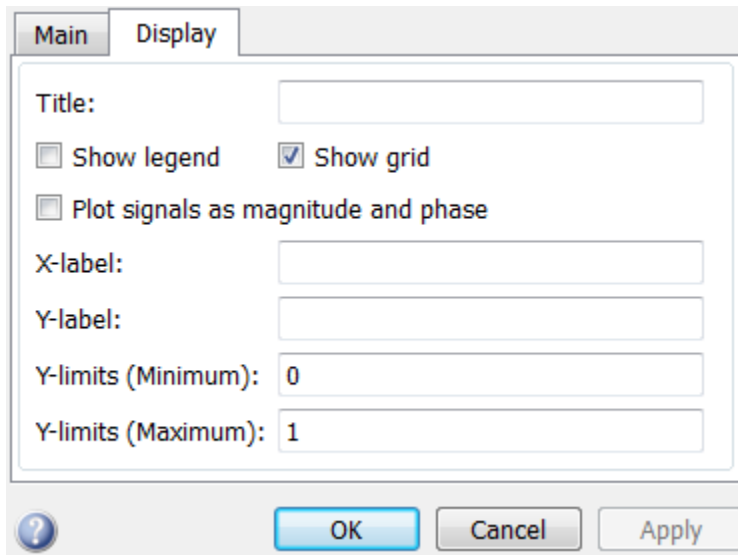 Main Display
Title:
Show legend Show grid
Plot signals as magnitude and phase
X-label:
Y-label:
Y-limits (Minimum): 0
Y-limits (Maximum): 1
? OK Cancel Apply